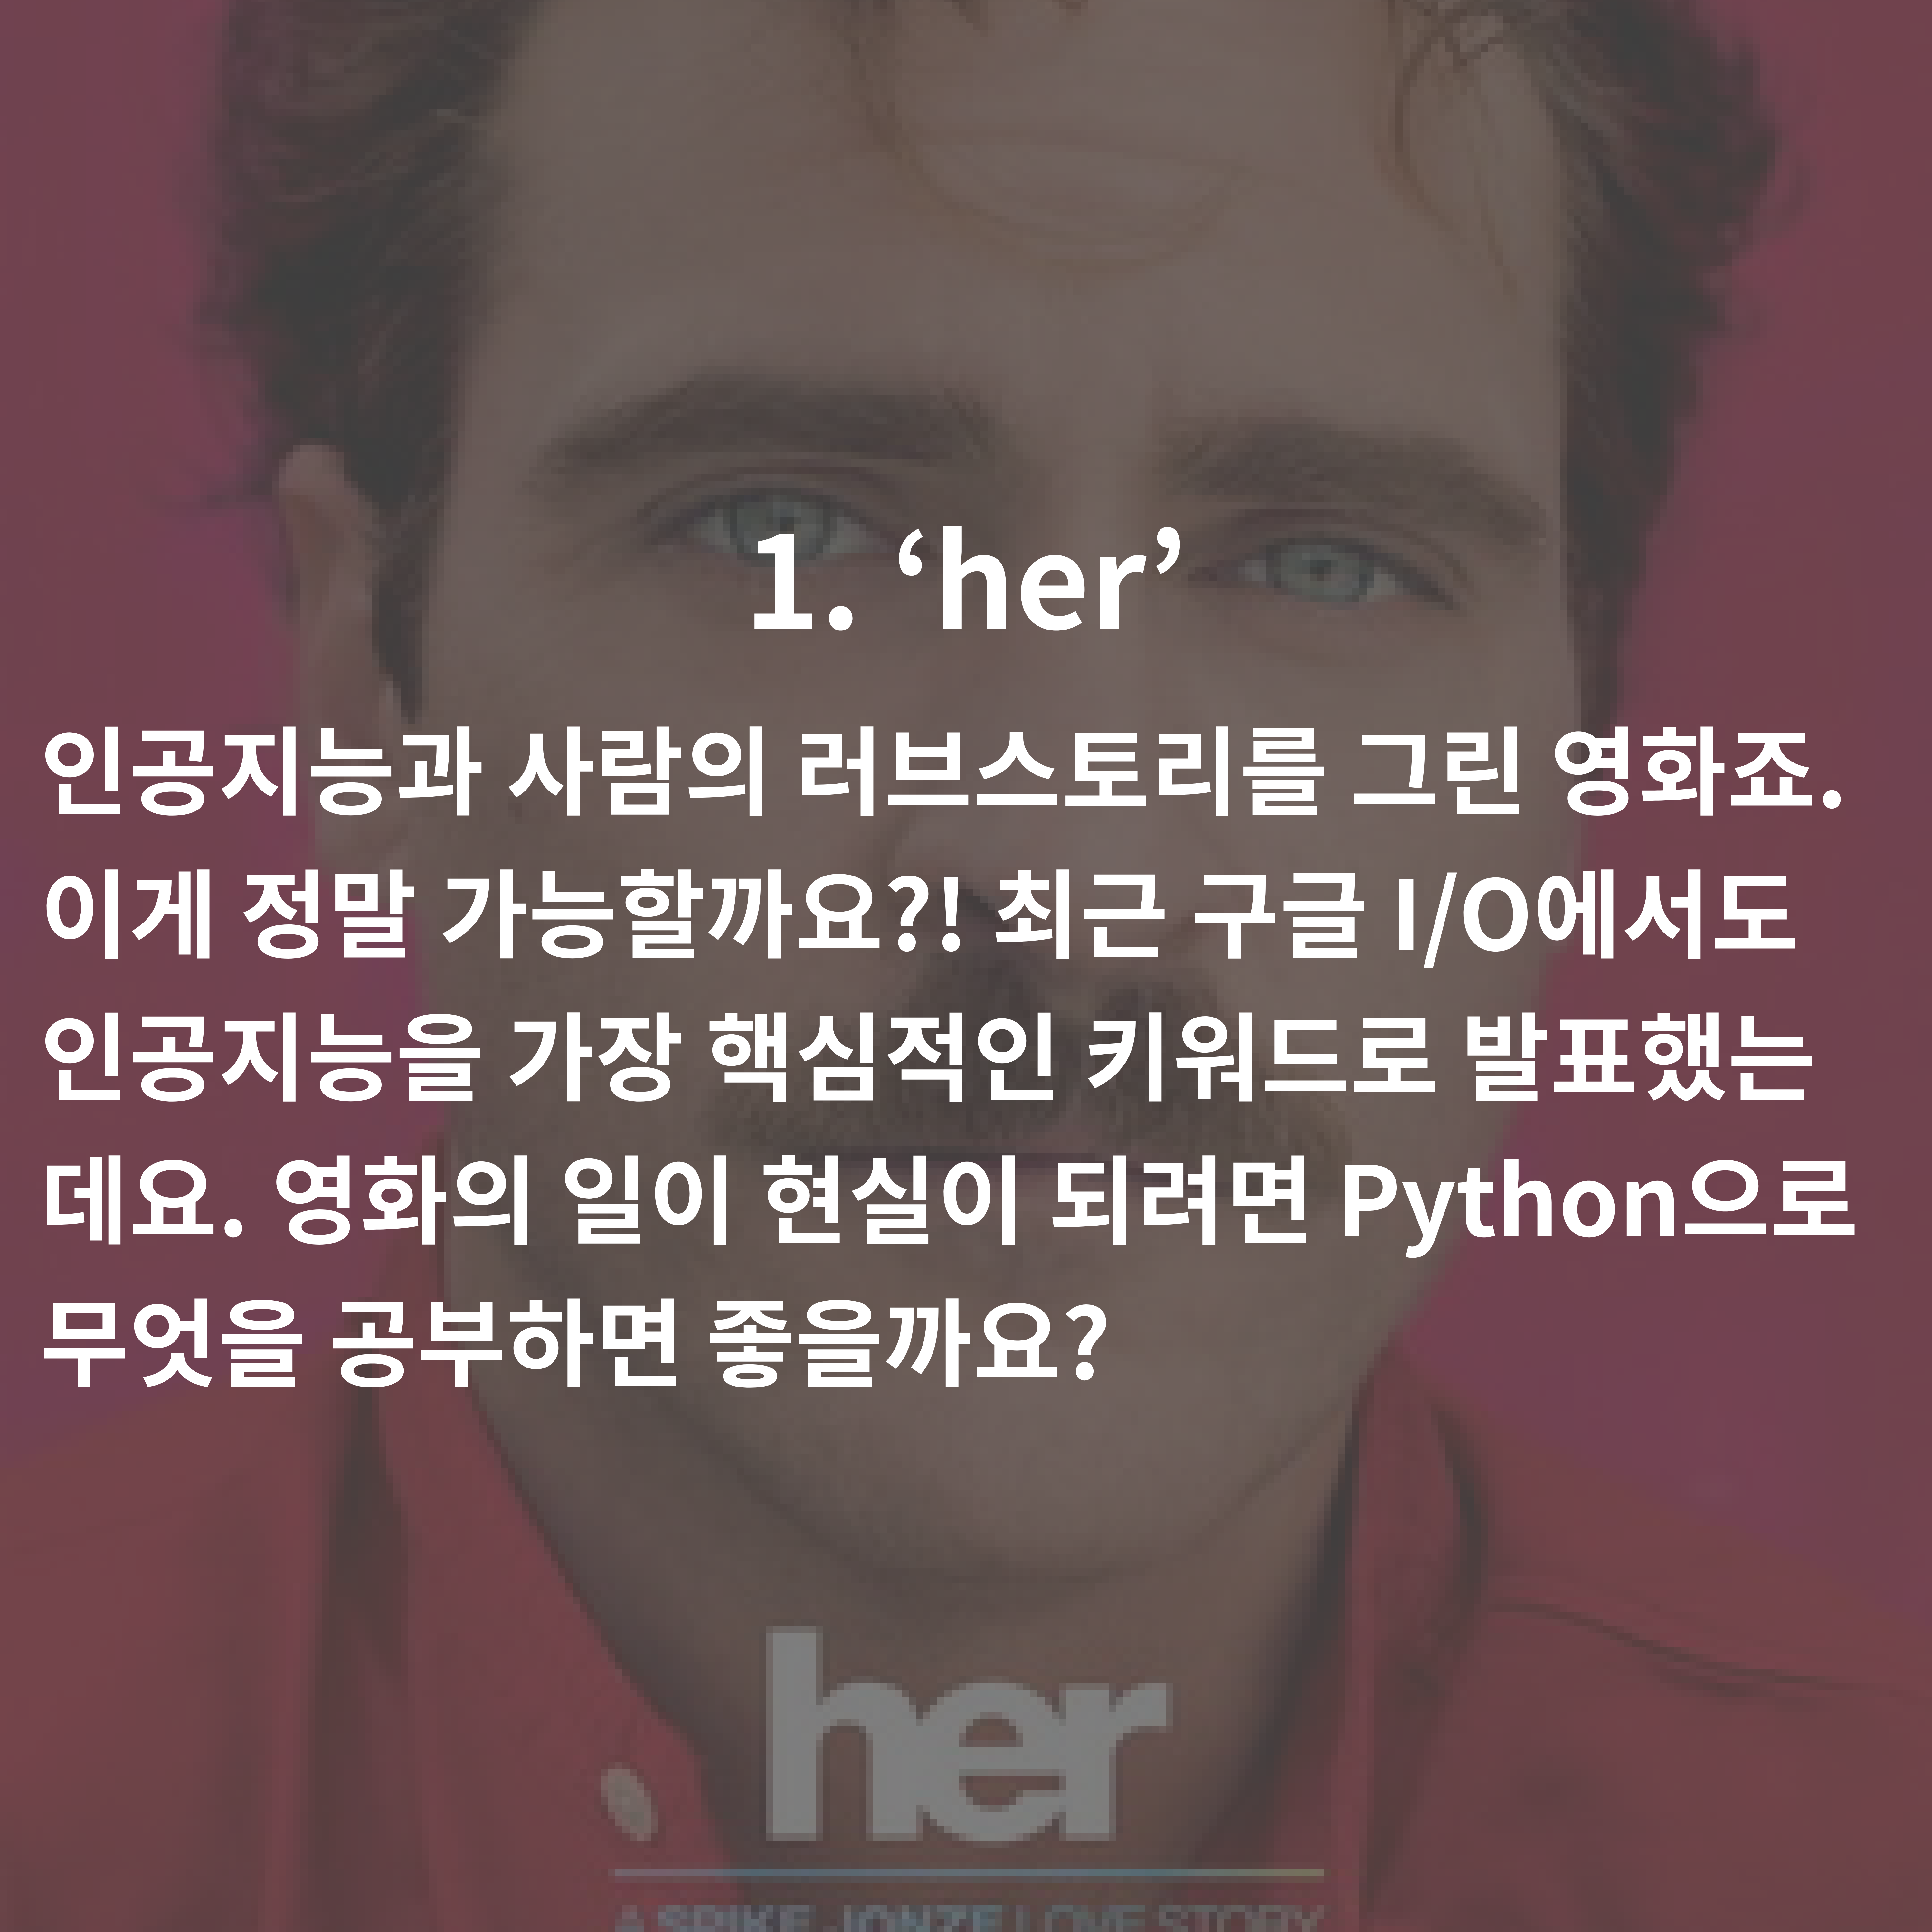 1. ‘her’
인공지능과 사람의 러브스토리를 그린 영화죠.
이게 정말 가능할까요?! 최근 구글 I/O에서도
인공지능을 가장 핵심적인 키워드로 발표했는
데요. 영화의 일이 현실이 되려면 Python으로
무엇을 공부하면 좋을까요?
her
A SPIKE JONZE LOVE STORY